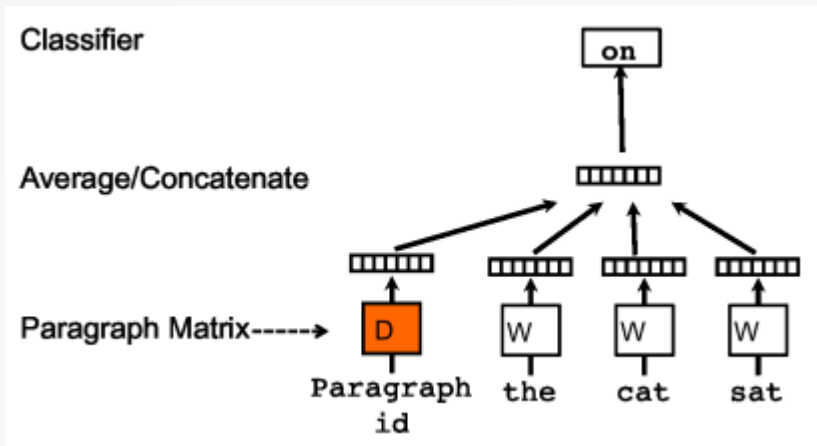 Classifier
on
Average/Concatenate
Paragraph Matrix
D
W
W
W
Paragraph
id
the
cat
sat